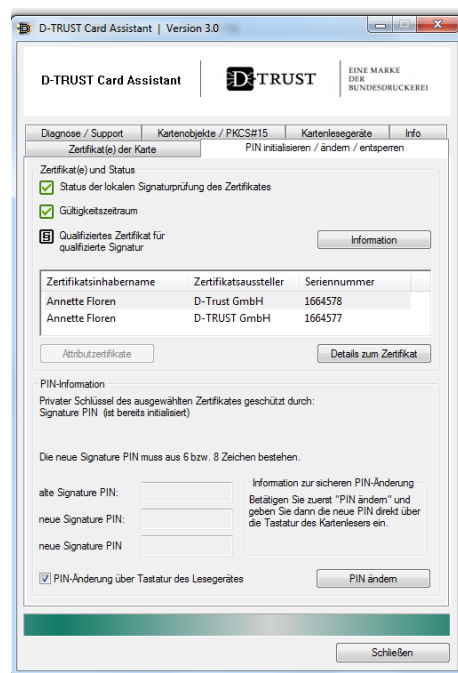 D-TRUST Card Assistant | Version 3.0
D-TRUST Card Assistant
D-TRUST
EINE MARKE
DER
BUNDESDRUCKEREI
Diagnose / Support
Kartenobjekte / PKCS#15
Kartenlesegeräte
Info
Zertifikat(e) der Karte
PIN initialisieren / ändern / entsperren
Zertifikat(e) und Status
Status der lokalen Signaturprüfung des Zertifikates
Gültigkeitszeitraum
Qualifiziertes Zertifikat für
qualifizierte Signatur
Information
Zertifikatsinhabername Zertifikatsaussteller Seriennummer
Annette Floren D-Trust GmbH 1664578
Annette Floren D-TRUST GmbH 1664577
Attributzertifikate
Details zum Zertifikat
PIN-Information
Privater Schlüssel des ausgewählten Zertifikates geschützt durch:
Signature PIN (ist bereits initialisiert)
Die neue Signature PIN muss aus 6 bzw. 8 Zeichen bestehen.
alte Signature PIN:
neue Signature PIN:
neue Signature PIN
Information zur sicheren PIN-Änderung
Betätigen Sie zuerst "PIN ändern" und
geben Sie dann die neue PIN direkt über
die Tastatur des Kartenlesers ein.
PIN-Änderung über Tastatur des Lesegerätes
PIN ändern
Schließen